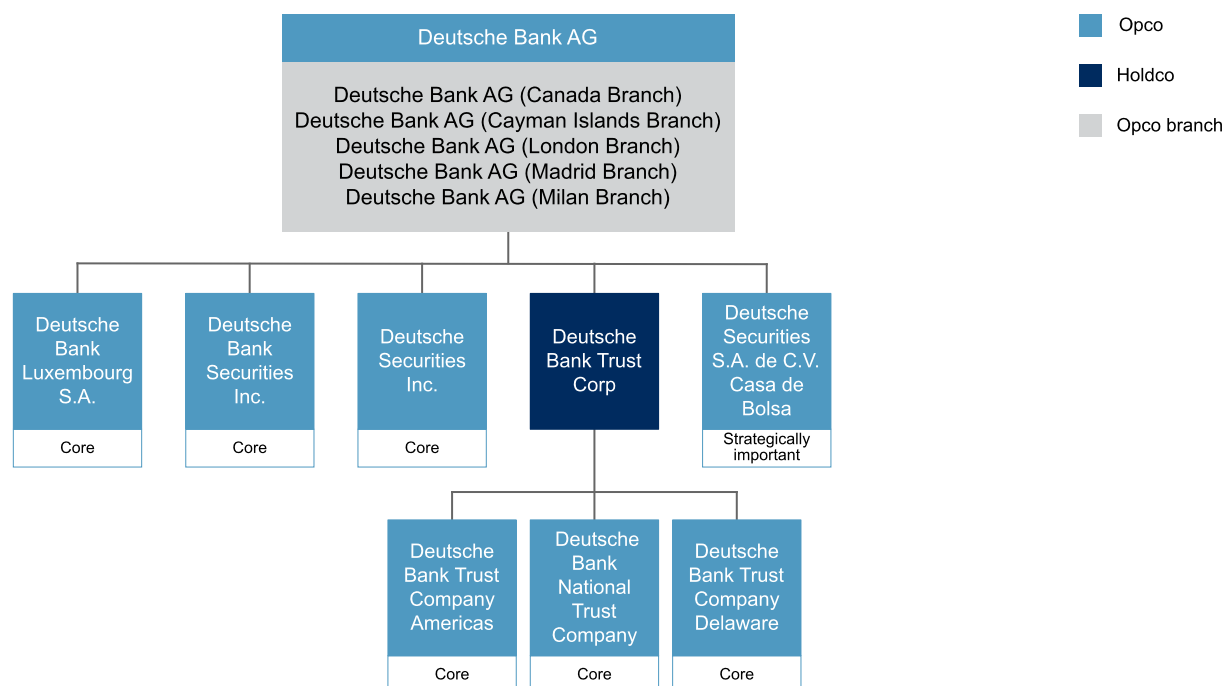 Deutsche Bank AG
Opco
Holdco
Opco branch
Deutsche Bank AG (Canada Branch)
Deutsche Bank AG (Cayman Islands Branch)
Deutsche Bank AG (London Branch)
Deutsche Bank AG (Madrid Branch)
Deutsche Bank AG (Milan Branch)
Deutsche
Bank
Luxembourg
S.A.
Core
Deutsche
Bank
Securities
Inc.
Core
Deutsche
Securities
Inc.
Core
Deutsche
Bank Trust
Corp
Deutsche
Securities
S.A. de C.V.
Casa de
Bolsa
Strategically
important
Deutsche
Bank Trust
Company
Americas
Core
Deutsche
Bank
National
Trust
Company
Core
Deutsche
Bank Trust
Company
Delaware
Core